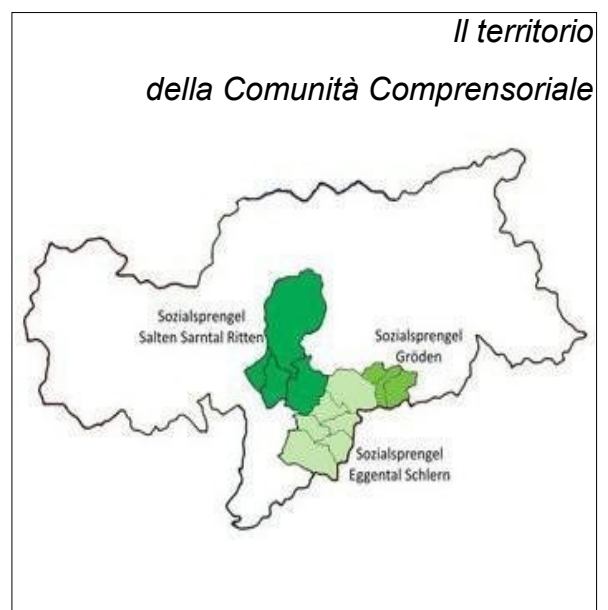 Il territorio
della Comunità Comprensoriale
Sozialsprengel
Salten Sarntal Ritten
Sozialsprengel
Gröden
Sozialsprengel
Eggental Schlern